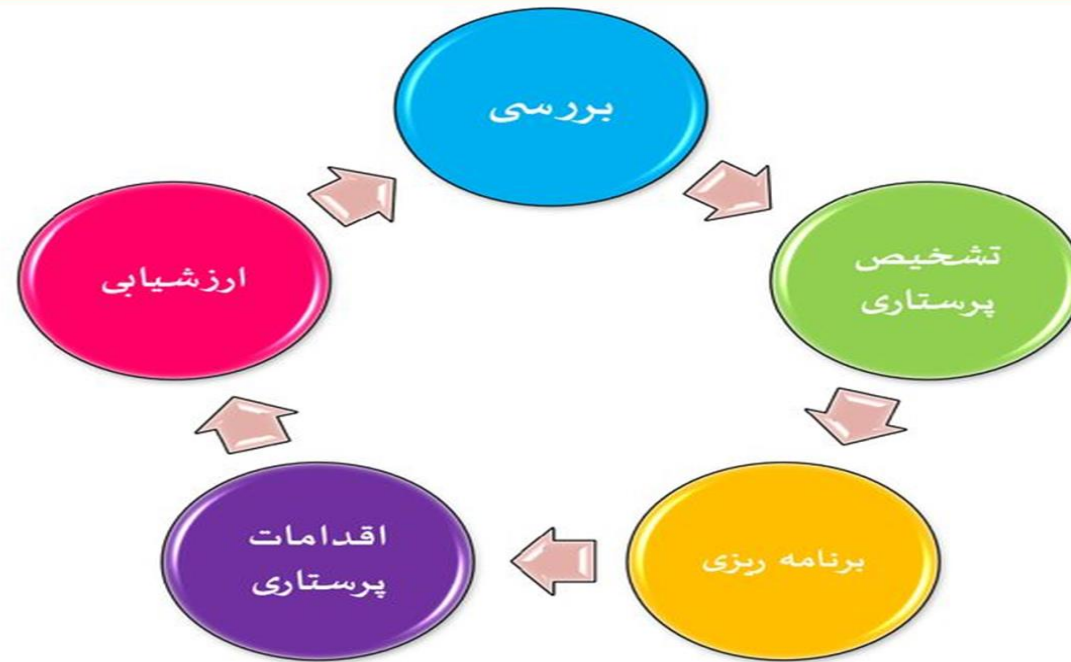 بررسی
تشخیص
پرستاری
برنامه ریزی
اقدامات
پرستاری
ارزشیابی